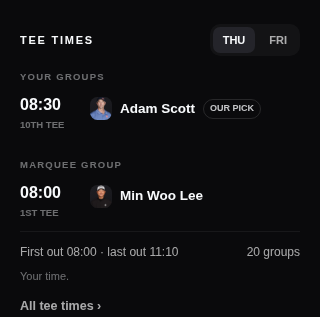 TEE TIMES
THU FRI
YOUR GROUPS
08:30 Adam Scott OUR PICK
10TH TEE
MARQUEE GROUP
08:00 Min Woo Lee
1ST TEE
First out 08:00 · last out 11:10 20 groups
Your time.
All tee times ›